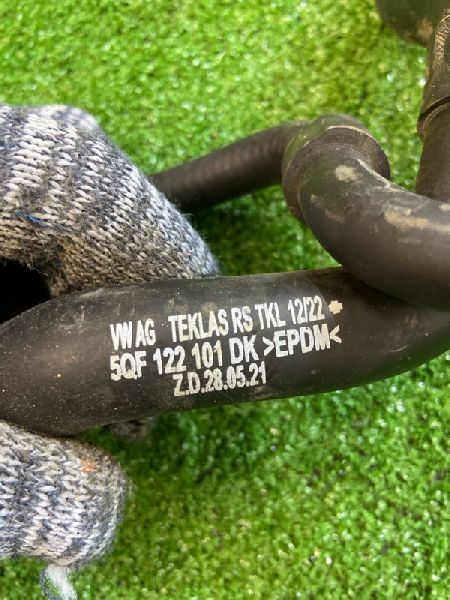 VW AG TEKLAS RS TKL 12/22 *
5QF 122 101 DK >EPDM<
Z.D.28.05.21